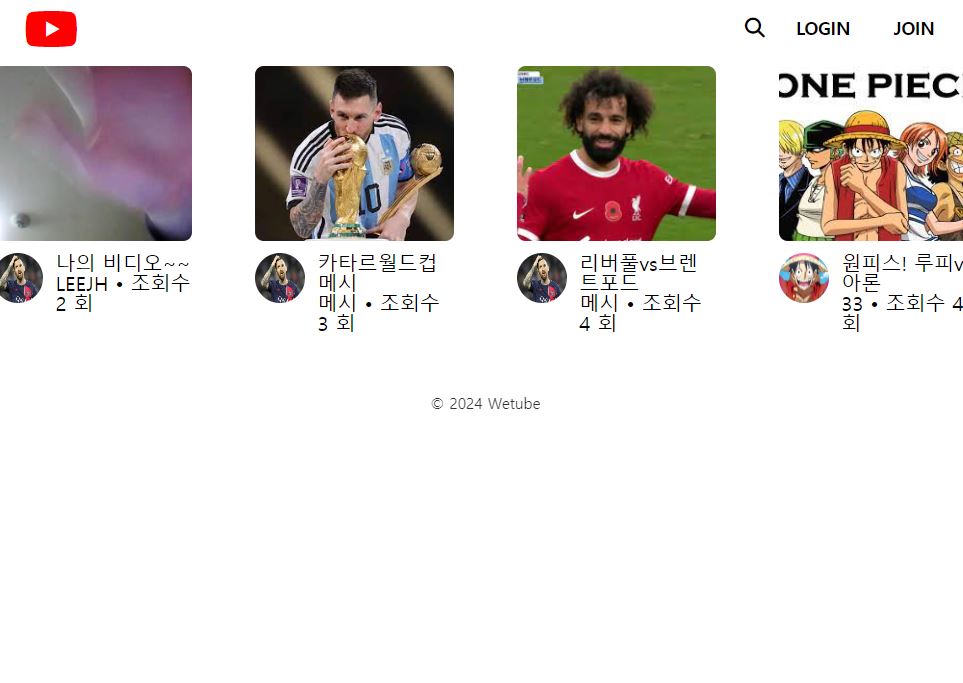 LOGIN JOIN
ONE PIEC
10
나의 비디오~~
LEEJH • 조회수
2 회
카타르월드컵
메시
메시 • 조회수
3 회
리버풀vs브렌
트포드
메시 • 조회수
4 회
원피스! 루피v
아론
33 • 조회수 4
회
© 2024 Wetube